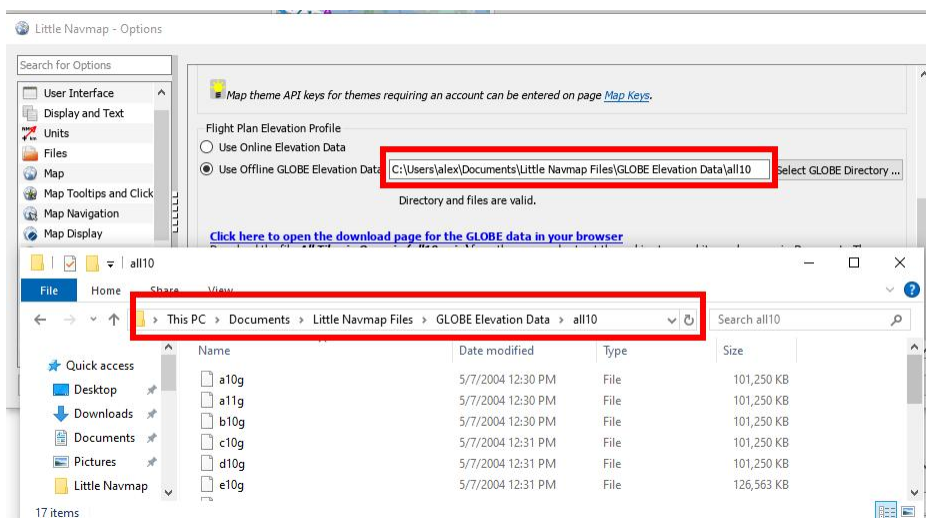 Little Navmap - Options
Search for Options
User Interface
Display and Text
Units
Files
Map
Map Tooltips and Click
Map Navigation
Map Display
Map theme API keys for themes requiring an account can be entered on page Map Keys.
Flight Plan Elevation Profile
Use Online Elevation Data
Use Offline GLOBE Elevation Data
C:\Users\alex\Documents\Little Navmap Files\GLOBE Elevation Data\all10
Select GLOBE Directory ...
Directory and files are valid.
Click here to open the download page for the GLOBE data in your browser
all10
File Home Share View
This PC > Documents > Little Navmap Files > GLOBE Elevation Data > all10
Search all10
Quick access
Desktop
Downloads
Documents
Pictures
Little Navmap
Name Date modified Type Size
a10g 5/7/2004 12:30 PM File 101,250 KB
a11g 5/7/2004 12:30 PM File 101,250 KB
b10g 5/7/2004 12:30 PM File 101,250 KB
c10g 5/7/2004 12:31 PM File 101,250 KB
d10g 5/7/2004 12:31 PM File 101,250 KB
e10g 5/7/2004 12:31 PM File 126,563 KB
17 items